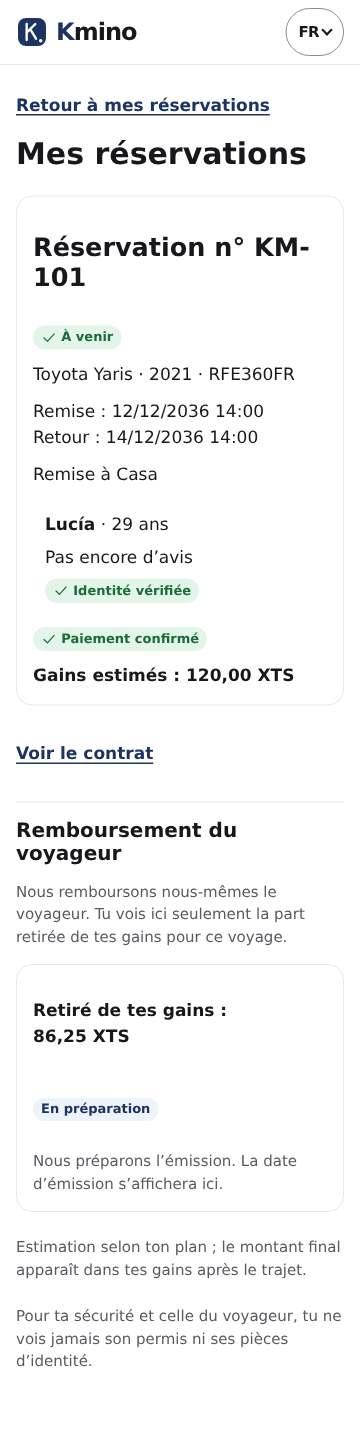 Kmino
FR
Retour à mes réservations
Mes réservations
Réservation n° KM-
101
À venir
Toyota Yaris · 2021 · RFE360FR
Remise : 12/12/2036 14:00
Retour : 14/12/2036 14:00
Remise à Casa
Lucía · 29 ans
Pas encore d’avis
Identité vérifiée
Paiement confirmé
Gains estimés : 120,00 XTS
Voir le contrat
Remboursement du
voyageur
Nous remboursons nous-mêmes le
voyageur. Tu vois ici seulement la part
retirée de tes gains pour ce voyage.
Retiré de tes gains :
86,25 XTS
En préparation
Nous préparons l’émission. La date
d’émission s’affichera ici.
Estimation selon ton plan ; le montant final
apparaît dans tes gains après le trajet.
Pour ta sécurité et celle du voyageur, tu ne
vois jamais son permis ni ses pièces
d’identité.